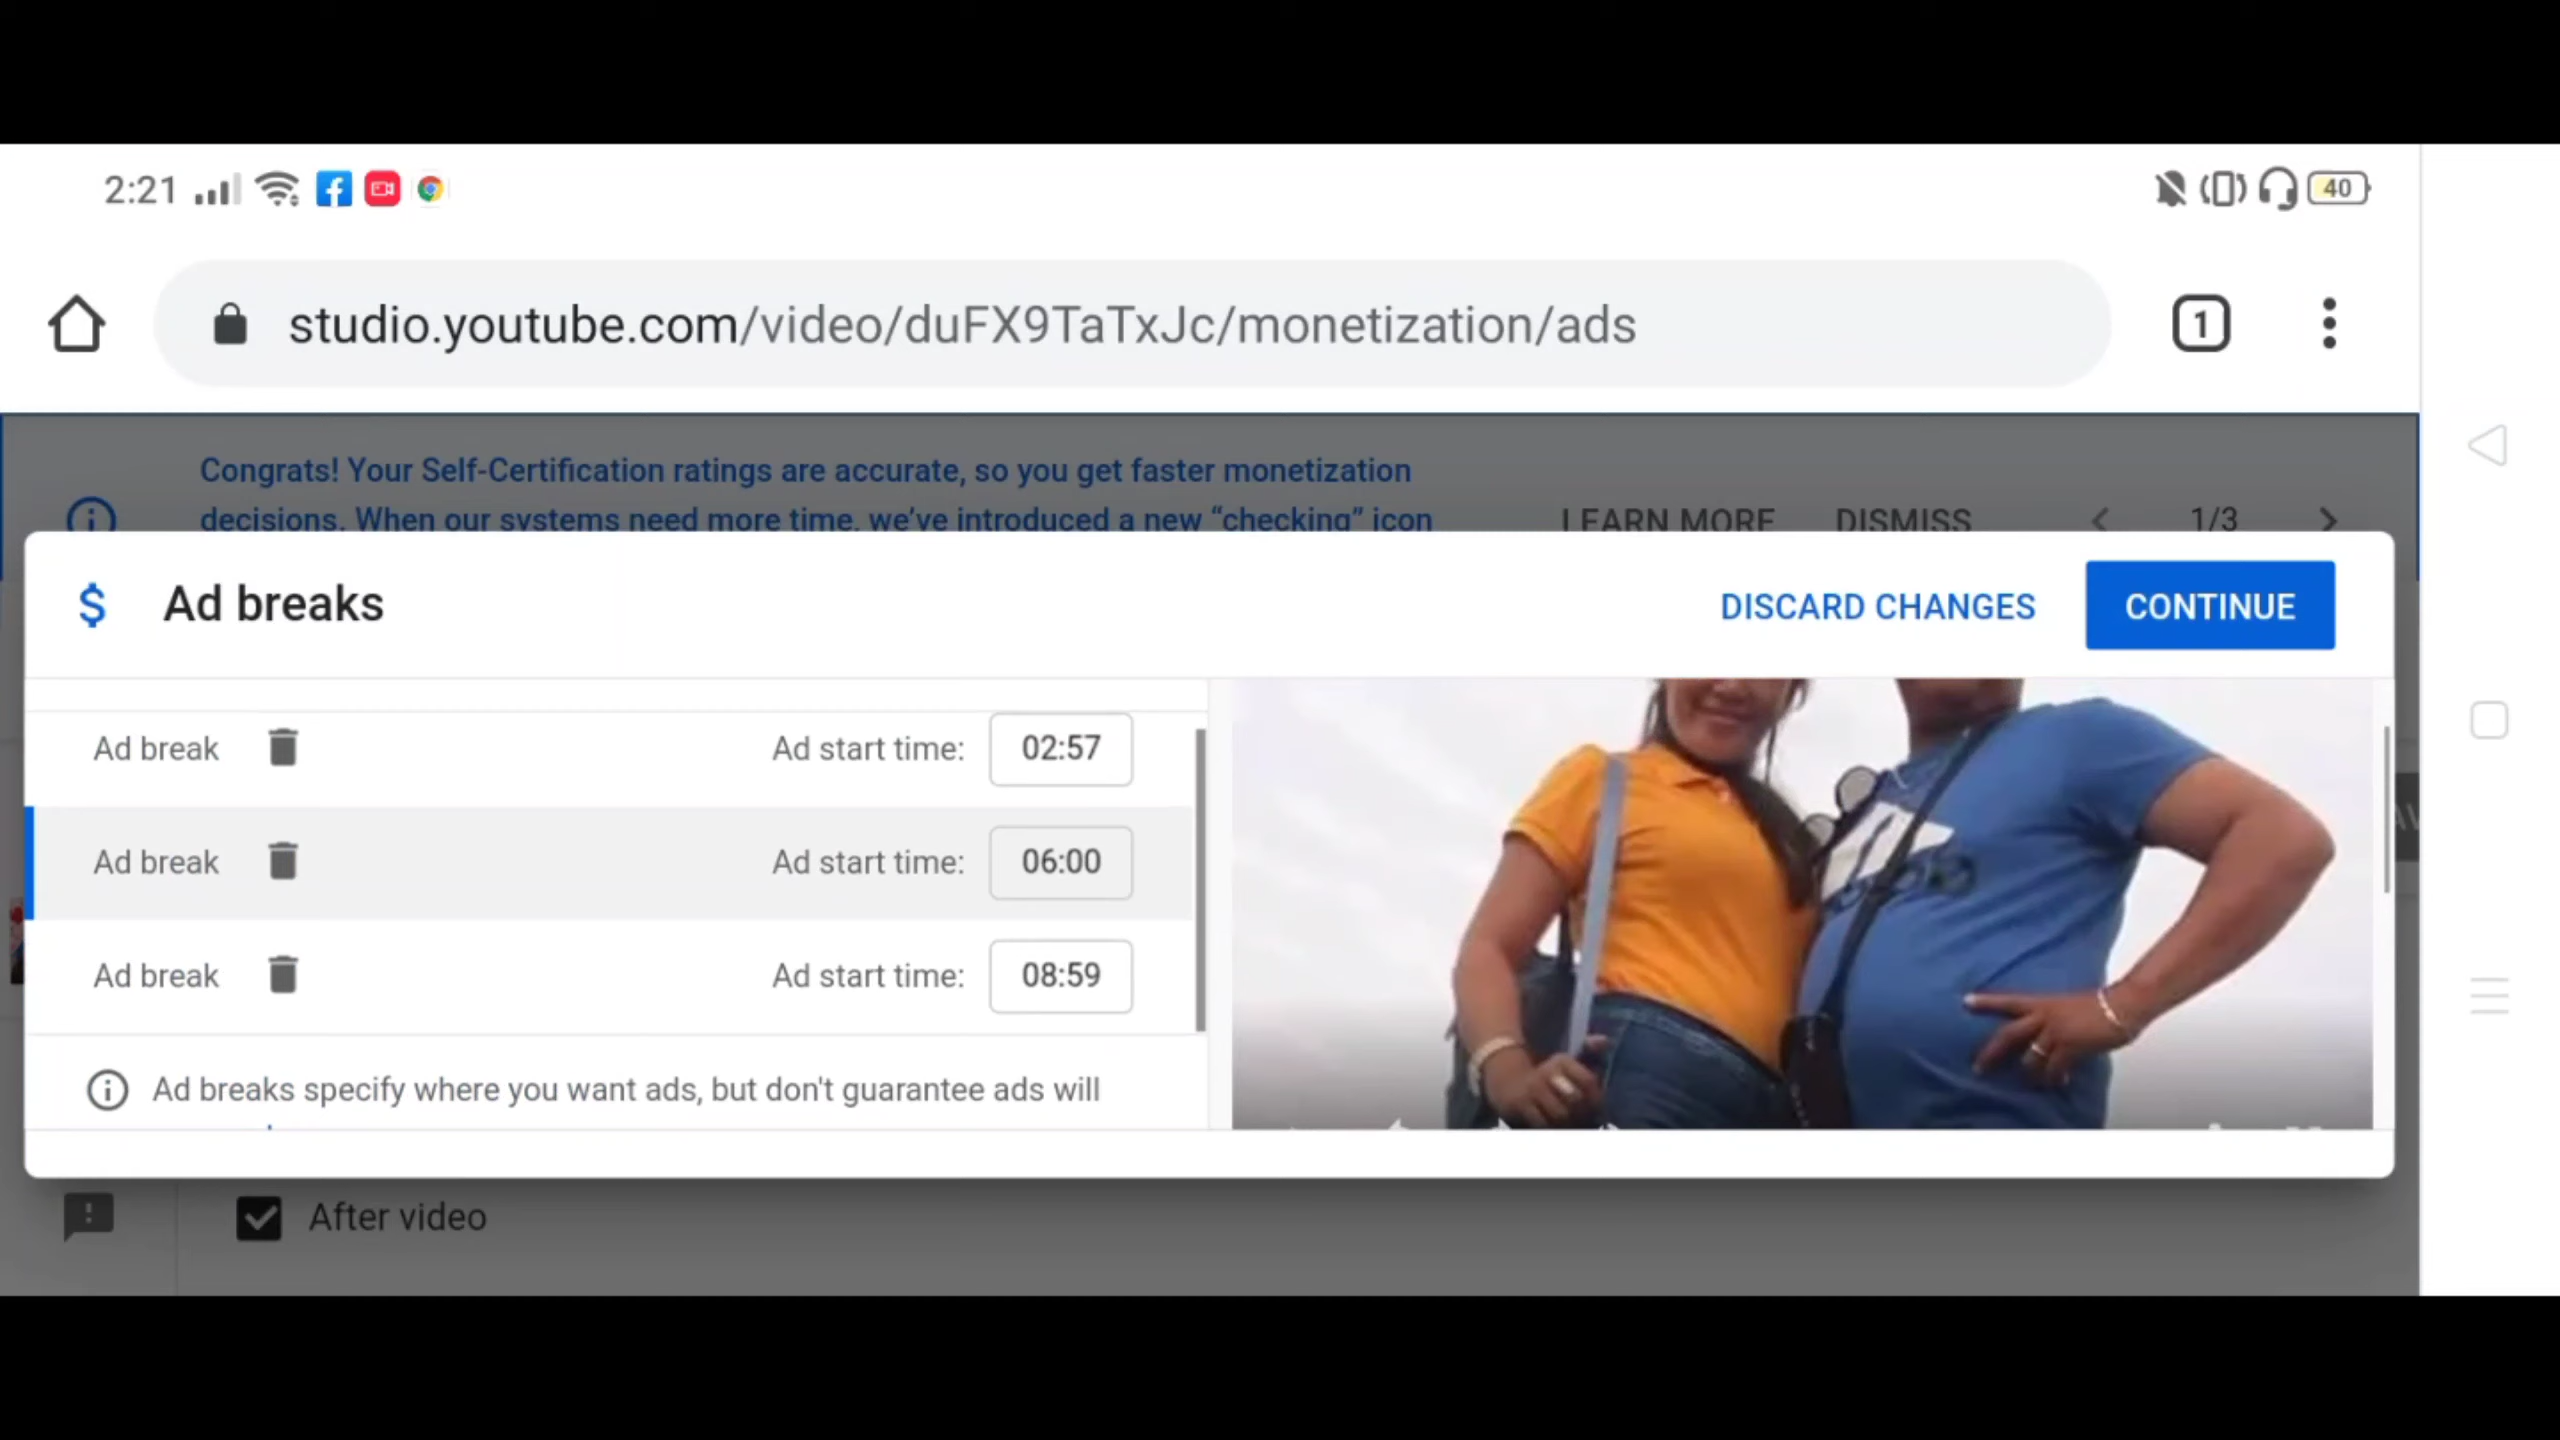 2:21
40
studio.youtube.com/video/duFX9TaTxJc/monetization/ads
1
Congrats! Your Self-Certification ratings are accurate, so you get faster monetization
decisions. When our systems need more time, we've introduced a new “checking” icon
LEARN MORE DISMISS 1/3
Ad breaks
DISCARD CHANGES
CONTINUE
Ad break Ad start time: 02:57
Ad break Ad start time: 06:00
Ad break Ad start time: 08:59
Ad breaks specify where you want ads, but don't guarantee ads will
After video